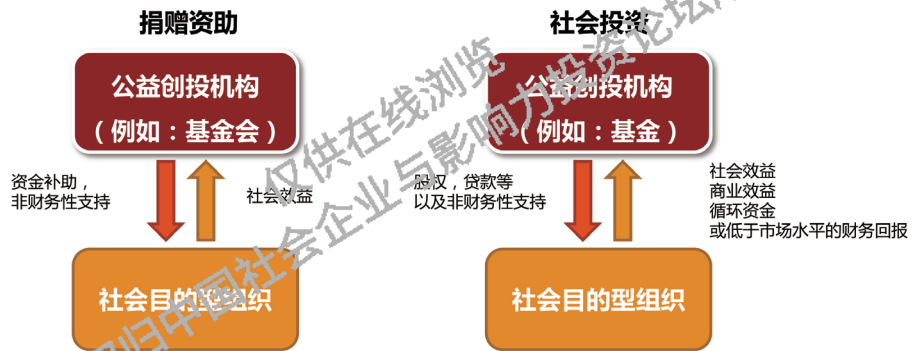 捐赠资助
社会投资
公益创投机构
（例如：基金会）
公益创投机构
（例如：基金）
资金补助，
非财务性支持
社会效益
股权，贷款等
以及非财务性支持
社会效益
商业效益
循环资金
或低于市场水平的财务回报
社会目的型组织
社会目的型组织
仅供在线浏览
归中国社会企业与影响力投资论坛